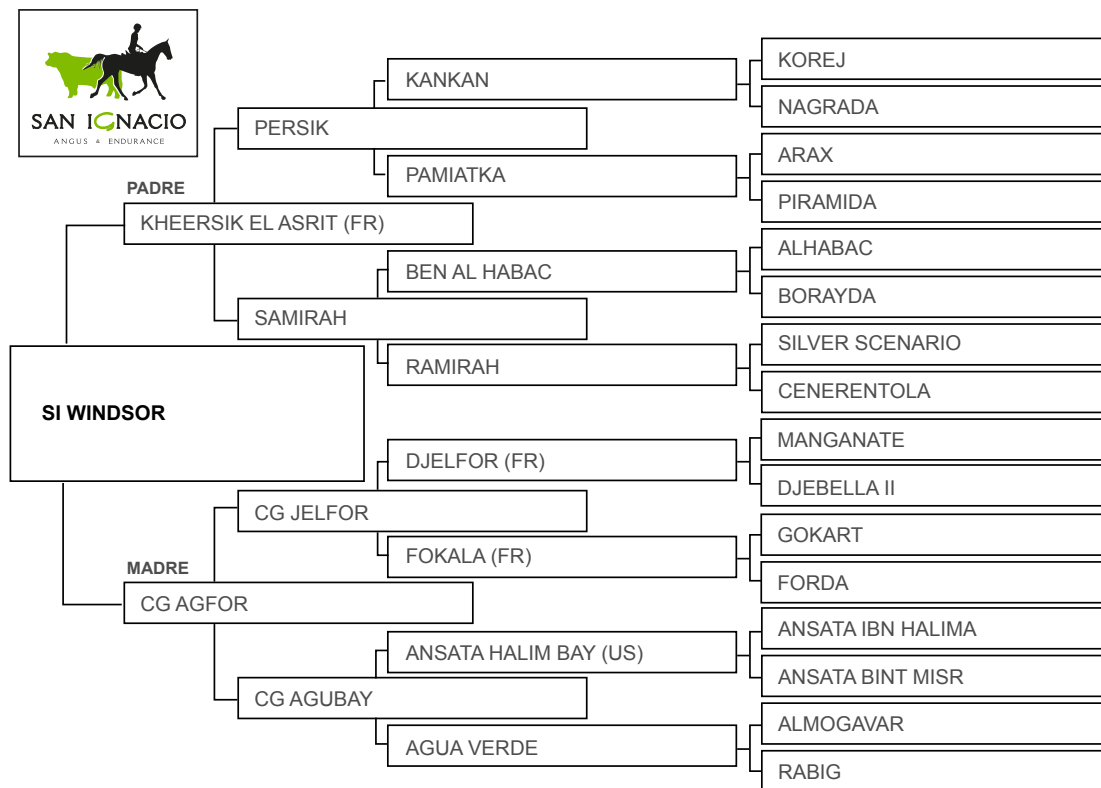 SAN IGNACIO
ANGUS & ENDURANCE
KOREJ
KANKAN
NAGRADA
PERSIK
ARAX
PAMIATKA
PIRAMIDA
PADRE
KHEERSIK EL ASRIT (FR)
ALHABAC
BEN AL HABAC
BORAYDA
SAMIRAH
SILVER SCENARIO
RAMIRAH
CENERENTOLA
SI WINDSOR
MANGANATE
DJELFOR (FR)
DJEBELLA II
CG JELFOR
GOKART
FOKALA (FR)
FORDA
MADRE
CG AGFOR
ANSATA IBN HALIMA
ANSATA HALIM BAY (US)
ANSATA BINT MISR
CG AGUBAY
ALMOGAVAR
AGUA VERDE
RABIG